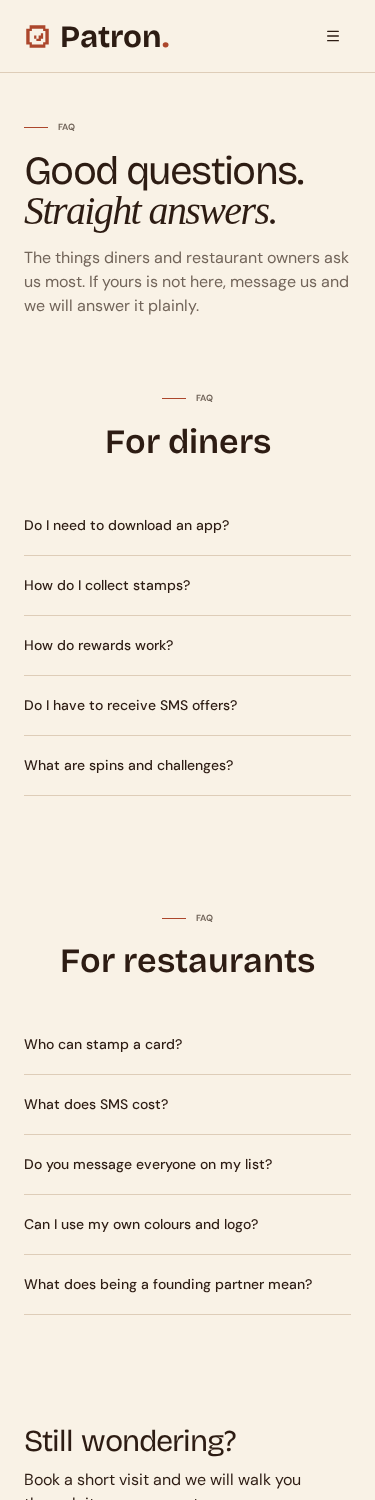 Patron.
FAQ
Good questions.
Straight answers.
The things diners and restaurant owners ask
us most. If yours is not here, message us and
we will answer it plainly.
FAQ
For diners
Do I need to download an app?
How do I collect stamps?
How do rewards work?
Do I have to receive SMS offers?
What are spins and challenges?
FAQ
For restaurants
Who can stamp a card?
What does SMS cost?
Do you message everyone on my list?
Can I use my own colours and logo?
What does being a founding partner mean?
Still wondering?
Book a short visit and we will walk you